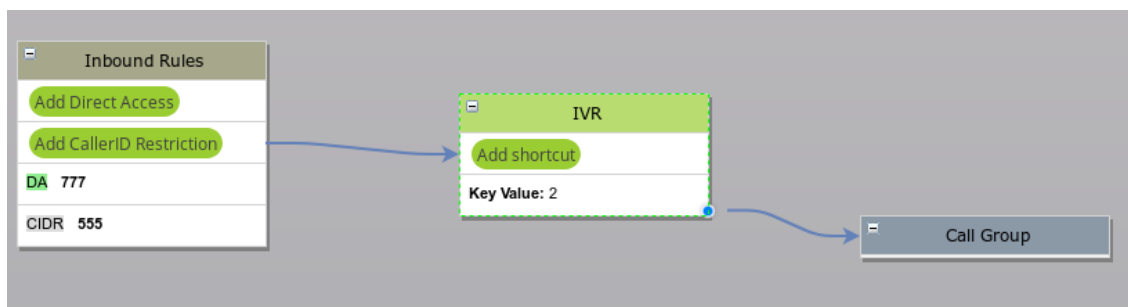 Inbound Rules
Add Direct Access
Add CallerID Restriction
DA 777
CIDR 555
IVR
Add shortcut
Key Value: 2
Call Group